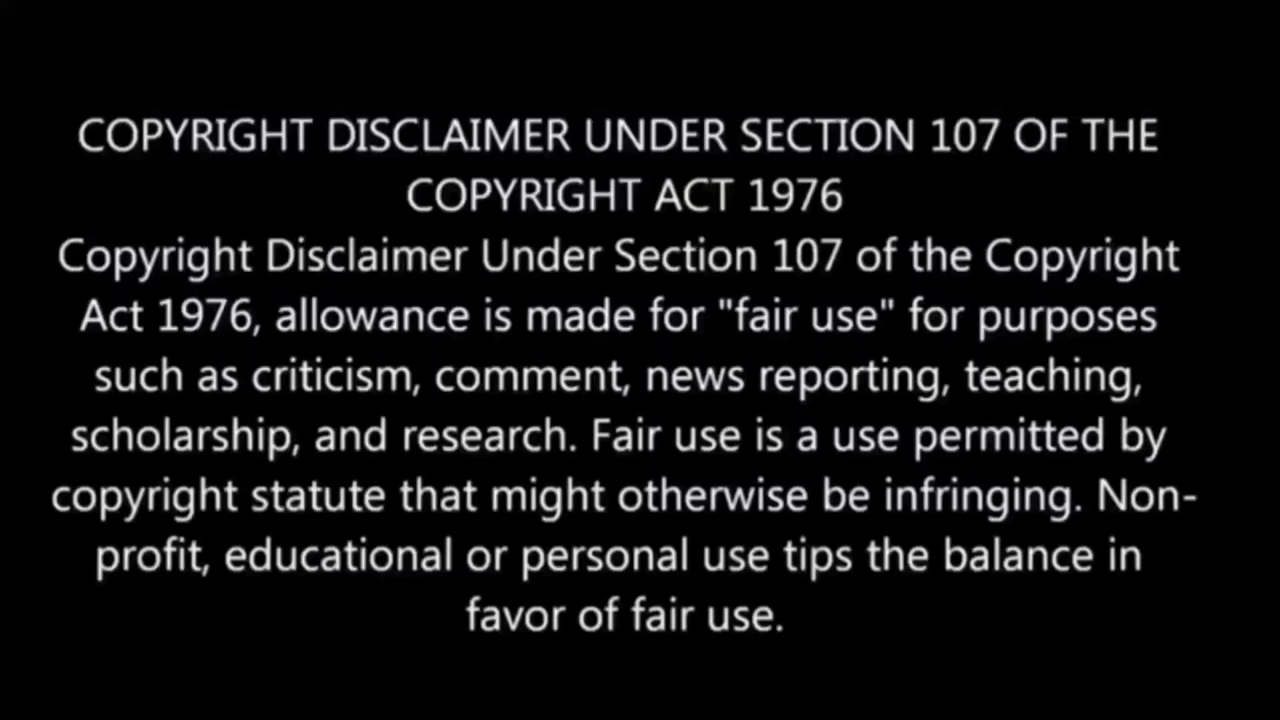 COPYRIGHT DISCLAIMER UNDER SECTION 107 OF THE
COPYRIGHT ACT 1976
Copyright Disclaimer Under Section 107 of the Copyright
Act 1976, allowance is made for "fair use" for purposes
such as criticism, comment, news reporting, teaching,
scholarship, and research. Fair use is a use permitted by
copyright statute that might otherwise be infringing. Non-
profit, educational or personal use tips the balance in
favor of fair use.